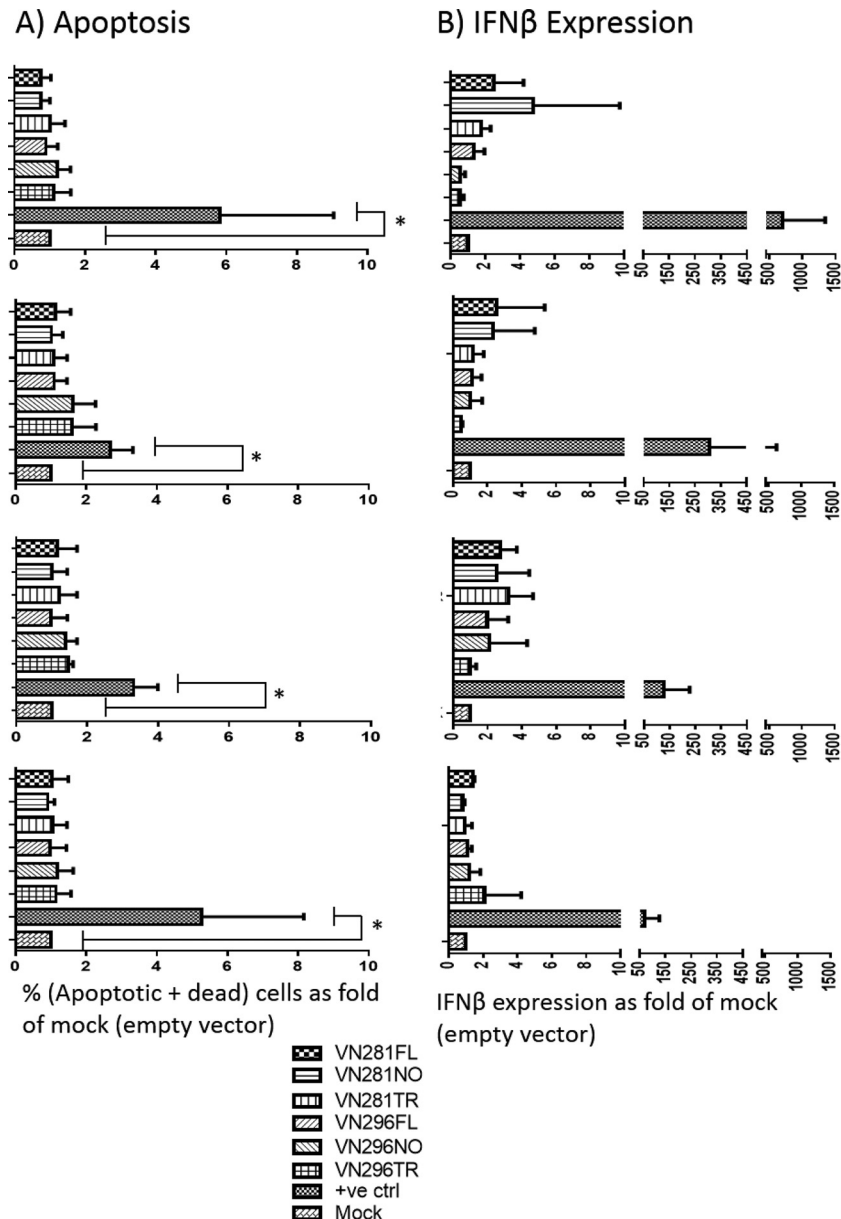 A) Apoptosis
B) IFNβ Expression
*
0 2 4 6 8 10
0 2 4 6 8 10 50 150 250 350 450 500 1000 1500
*
0 2 4 6 8 10
0 2 4 6 8 10 50 150 250 350 450 500 1000 1500
*
0 2 4 6 8 10
0 2 4 6 8 10 50 150 250 350 450 500 1000 1500
*
0 2 4 6 8 10
0 2 4 6 8 10 50 150 250 350 450 500 1000 1500
% (Apoptotic + dead) cells as fold
of mock (empty vector)
IFNβ expression as fold of mock
(empty vector)
VN281FL
VN281NO
VN281TR
VN296FL
VN296NO
VN296TR
+ve ctrl
Mock